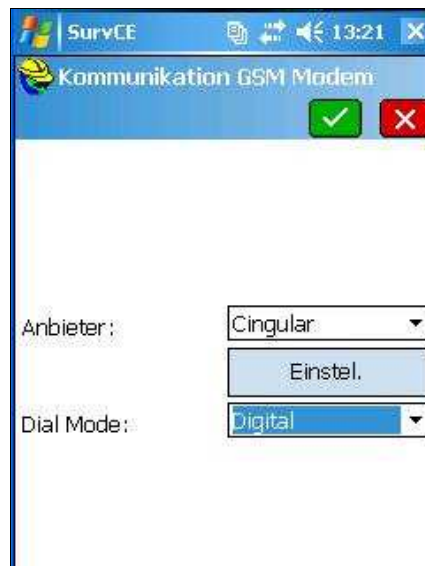 SurvCE 13:21
Kommunikation GSM Modem
Anbieter: Cingular
Einstel.
Dial Mode: Digital